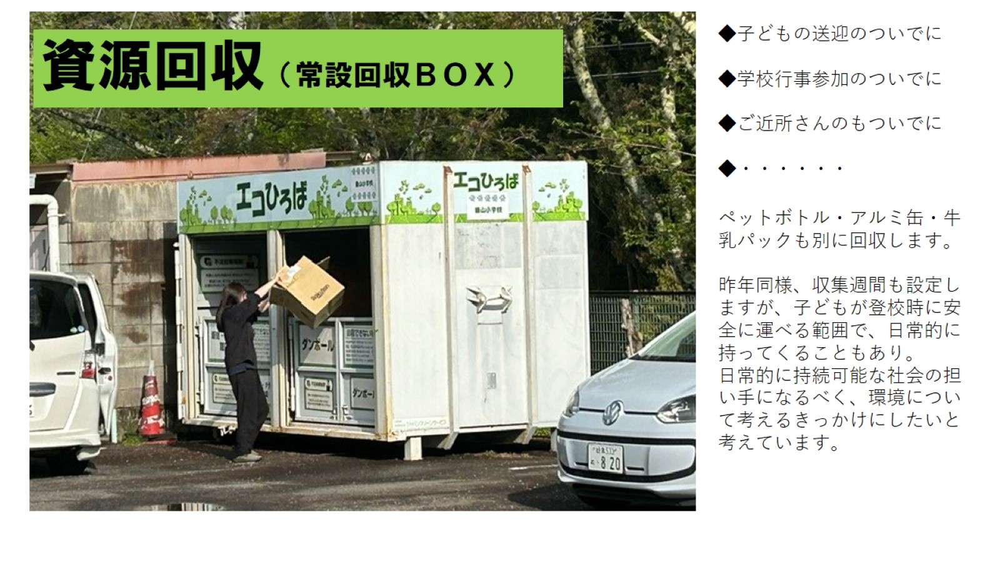 資源回収（常設回収ＢＯＸ）
エコひろば
エコひろば
ダンボール
ダンボー
820
◆子どもの送迎のついでに
◆学校行事参加のついでに
◆ご近所さんのもついでに
◆・・・・・・
ペットボトル・アルミ缶・牛
乳パックも別に回収します。
昨年同様、収集週間も設定し
ますが、子どもが登校時に安
全に運べる範囲で、日常的に
持ってくることもあり。
日常的に持続可能な社会の担
い手になるべく、環境につい
て考えるきっかけにしたいと
考えています。